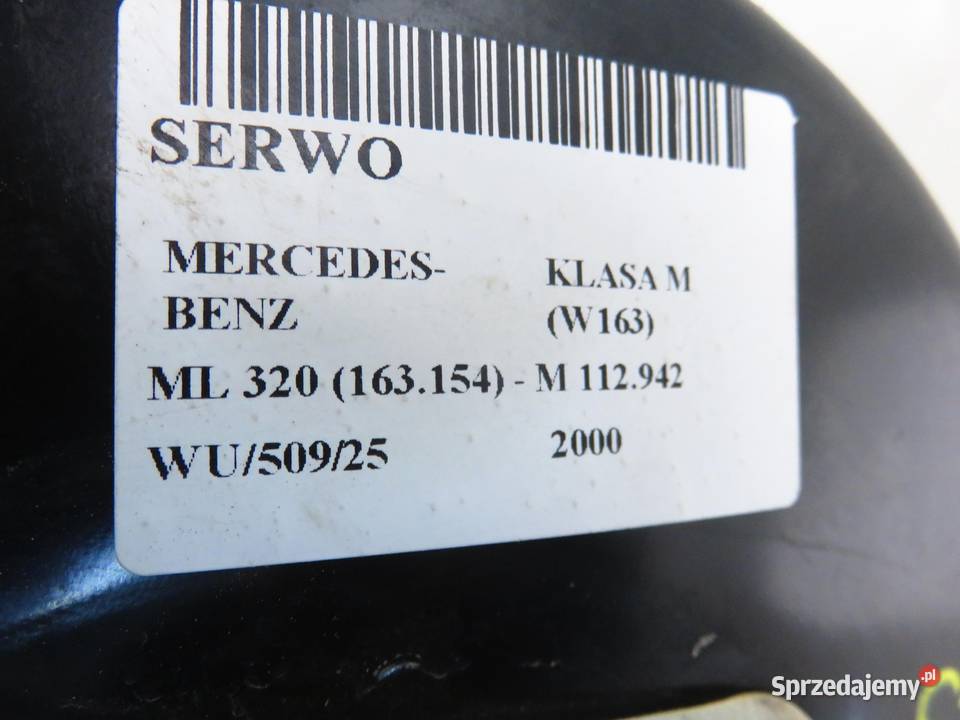 SERWO
MERCEDES-
BENZ
KLASA M
(W163)
ML 320 (163.154) - M 112.942
WU/509/25
2000
Sprzedajemy.pl